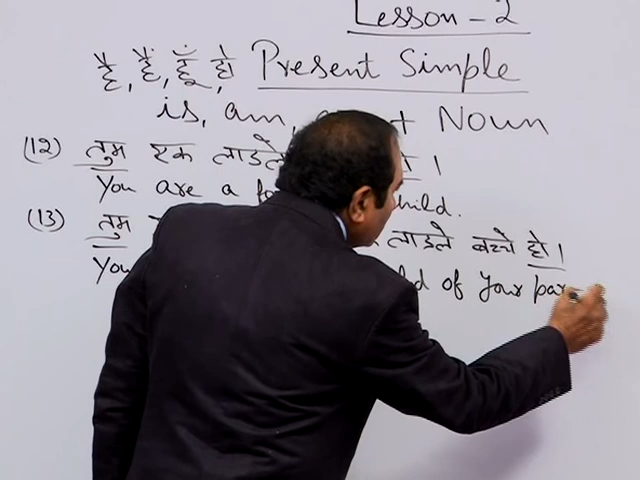 Lesson - 2
है, हैं, हूँ, हो Present Simple
is, am, + Noun
(12) तुम एक लाडले ।
You are a child.
(13) तुम लाडले बच्चे हो ।
You of your par